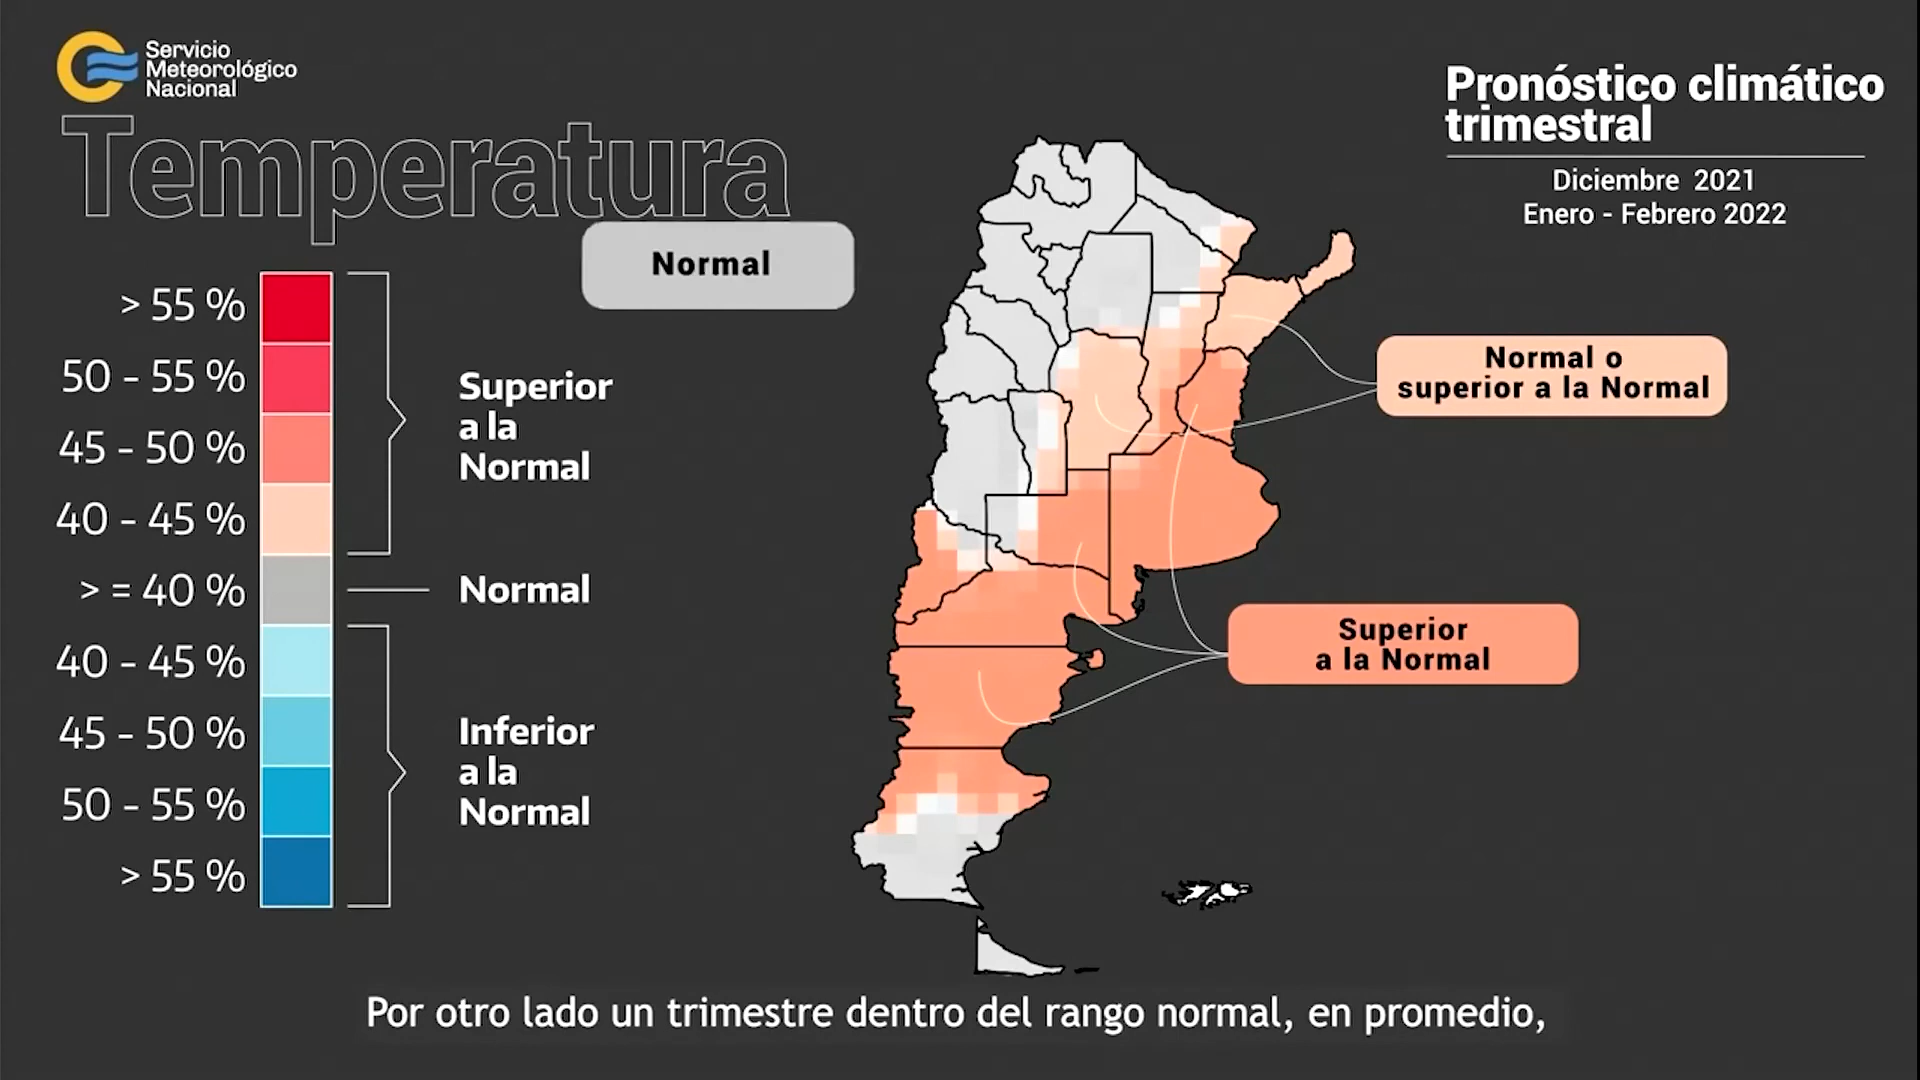 Servicio
Meteorológico
Nacional
Temperatura
Pronóstico climático
trimestral
Diciembre 2021
Enero - Febrero 2022
Normal
> 55 %
50 - 55 %
45 - 50 %
40 - 45 %
> = 40 %
40 - 45 %
45 - 50 %
50 - 55 %
> 55 %
Superior
a la
Normal
Normal
Inferior
a la
Normal
Normal o
superior a la Normal
Superior
a la Normal
Por otro lado un trimestre dentro del rango normal, en promedio,